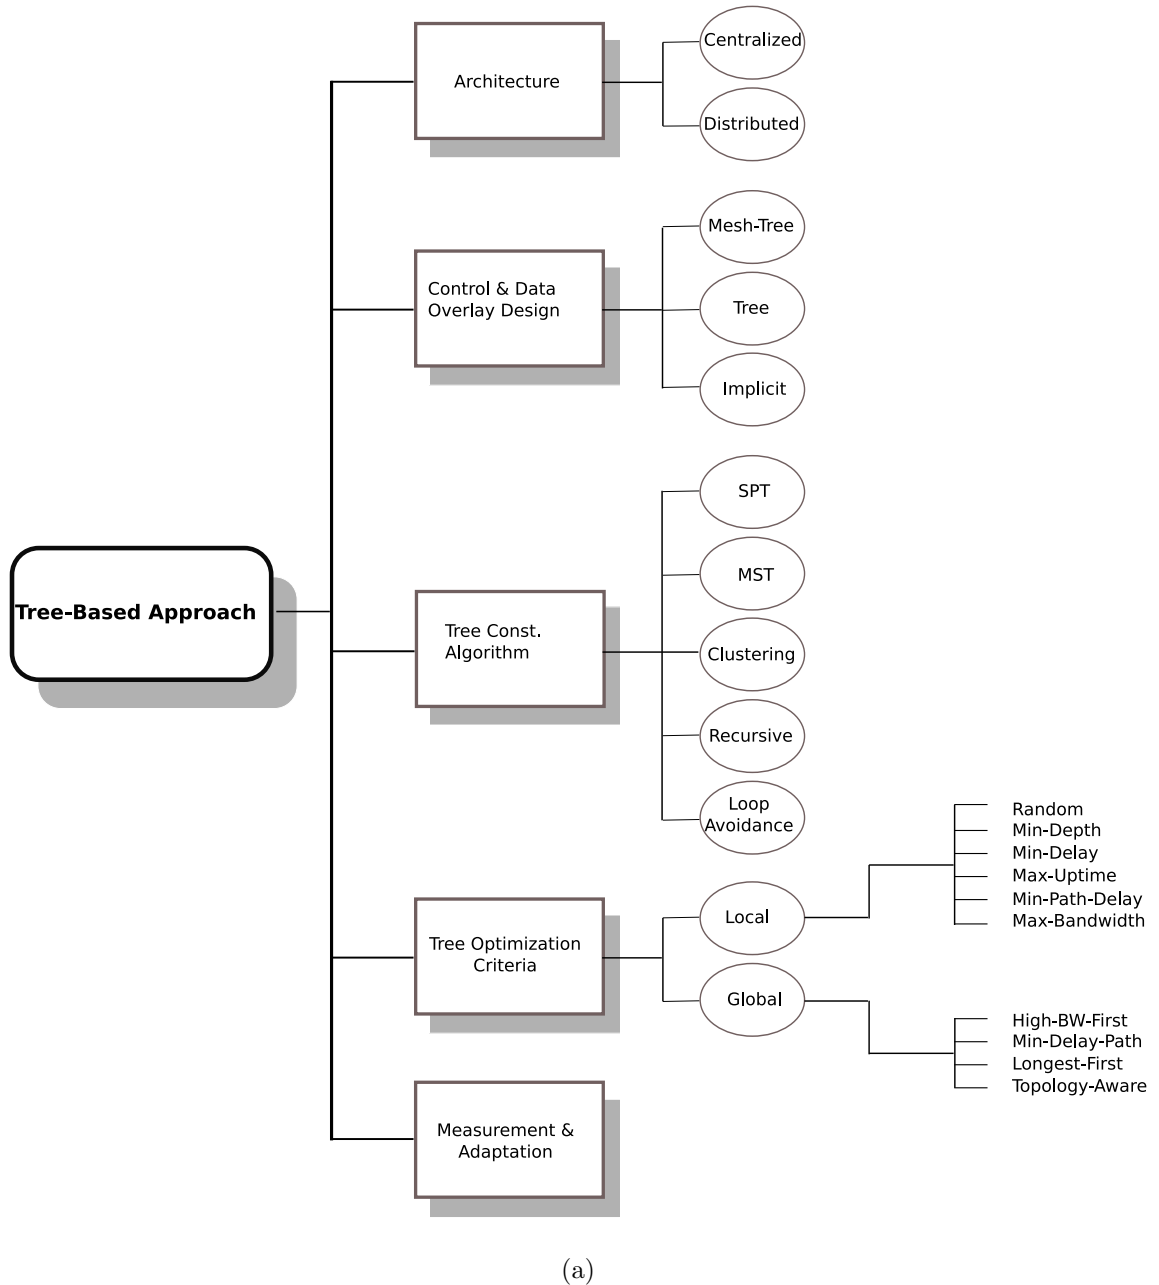 Tree-Based Approach
Architecture
Centralized
Distributed
Control & Data
Overlay Design
Mesh-Tree
Tree
Implicit
Tree Const.
Algorithm
SPT
MST
Clustering
Recursive
Loop
Avoidance
Tree Optimization
Criteria
Local
Random
Min-Depth
Min-Delay
Max-Uptime
Min-Path-Delay
Max-Bandwidth
Global
High-BW-First
Min-Delay-Path
Longest-First
Topology-Aware
Measurement &
Adaptation
(a)